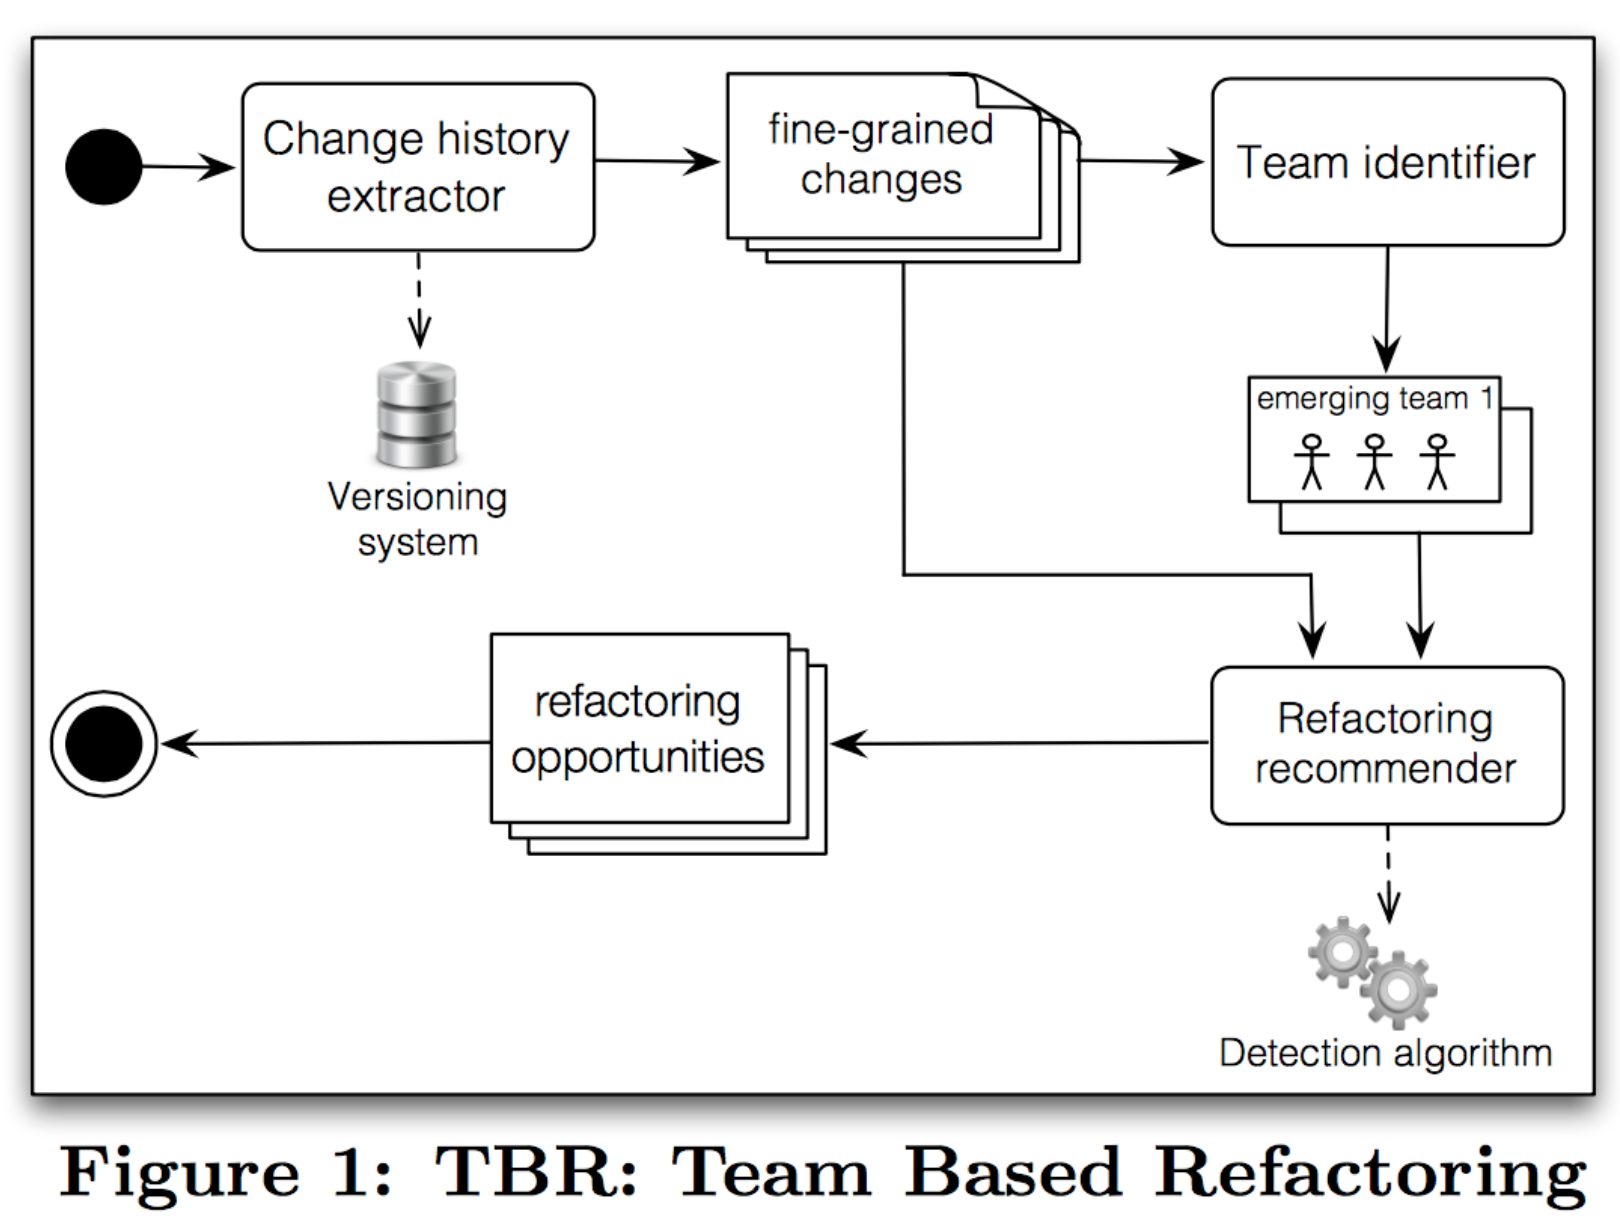 Change history
extractor
fine-grained
changes
Team identifier
emerging team 1
Versioning
system
refactoring
opportunities
Refactoring
recommender
Detection algorithm
Figure 1: TBR: Team Based Refactoring